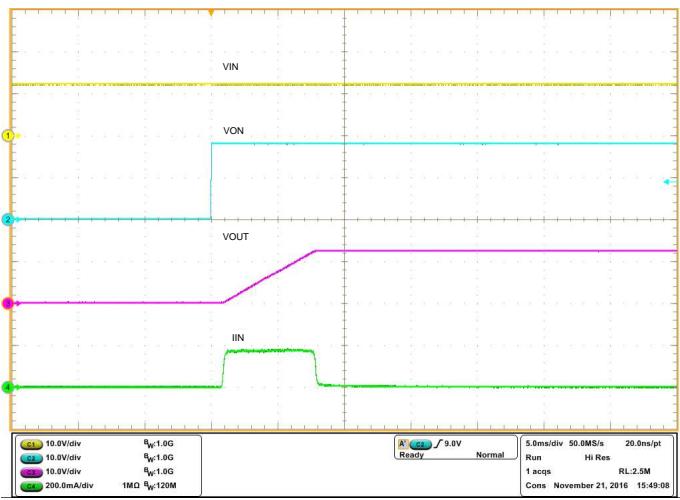 VIN
1
VON
2
VOUT
3
IIN
4
C1 10.0V/div BW:1.0G
C2 10.0V/div BW:1.0G
C3 10.0V/div BW:1.0G
C4 200.0mA/div 1MΩ BW:120M
A' C2 9.0V
Ready Normal
5.0ms/div 50.0MS/s 20.0ns/pt
Run Hi Res
1 acqs RL:2.5M
Cons November 21, 2016 15:49:08